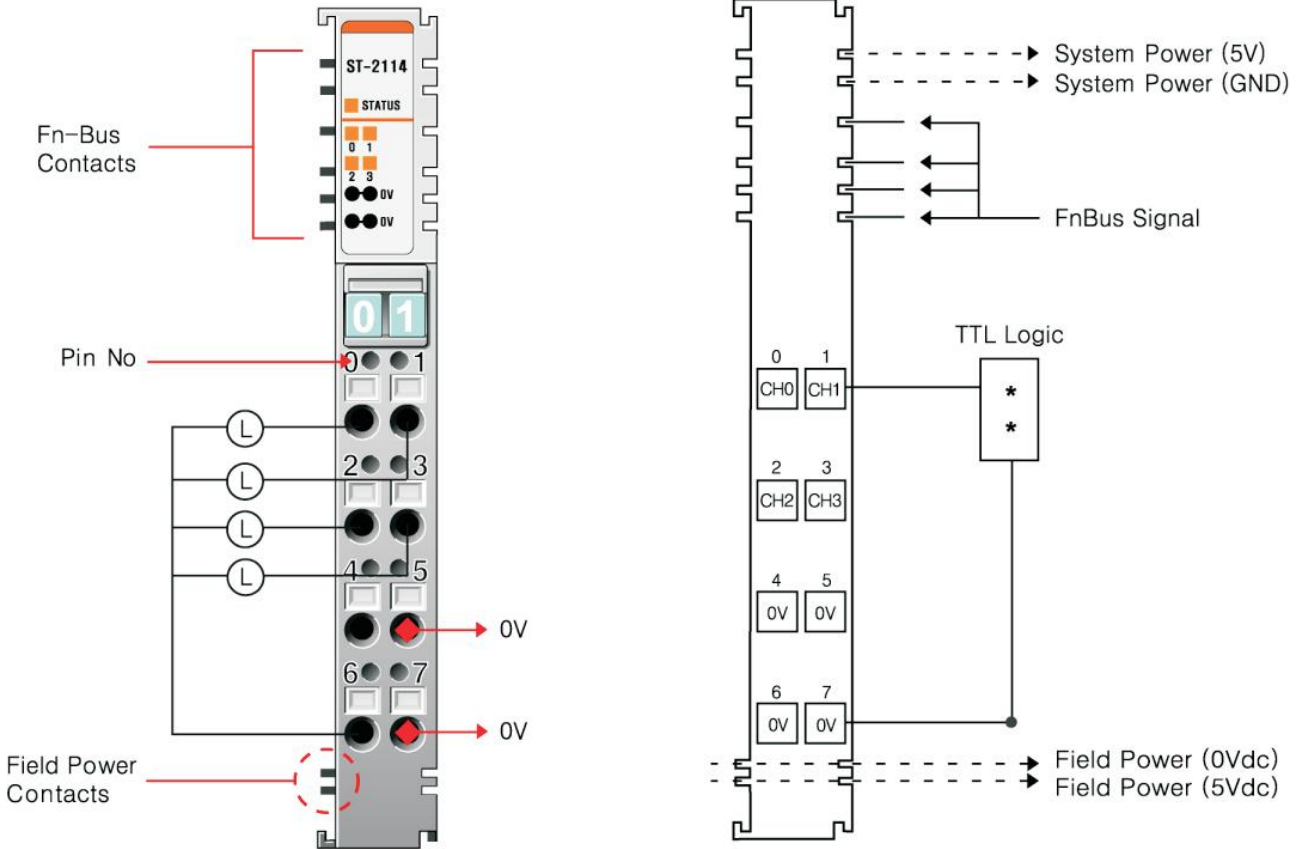 ST-2114
STATUS
0 1
2 3
0V
0V
Fn-Bus
Contacts
01
Pin No
0 1
L
2 3
L
L
L
4 5
0V
6 7
0V
Field Power
Contacts
System Power (5V)
System Power (GND)
FnBus Signal
TTL Logic
0 1
CH0 CH1
*
*
2 3
CH2 CH3
4 5
0V 0V
6 7
0V 0V
Field Power (0Vdc)
Field Power (5Vdc)